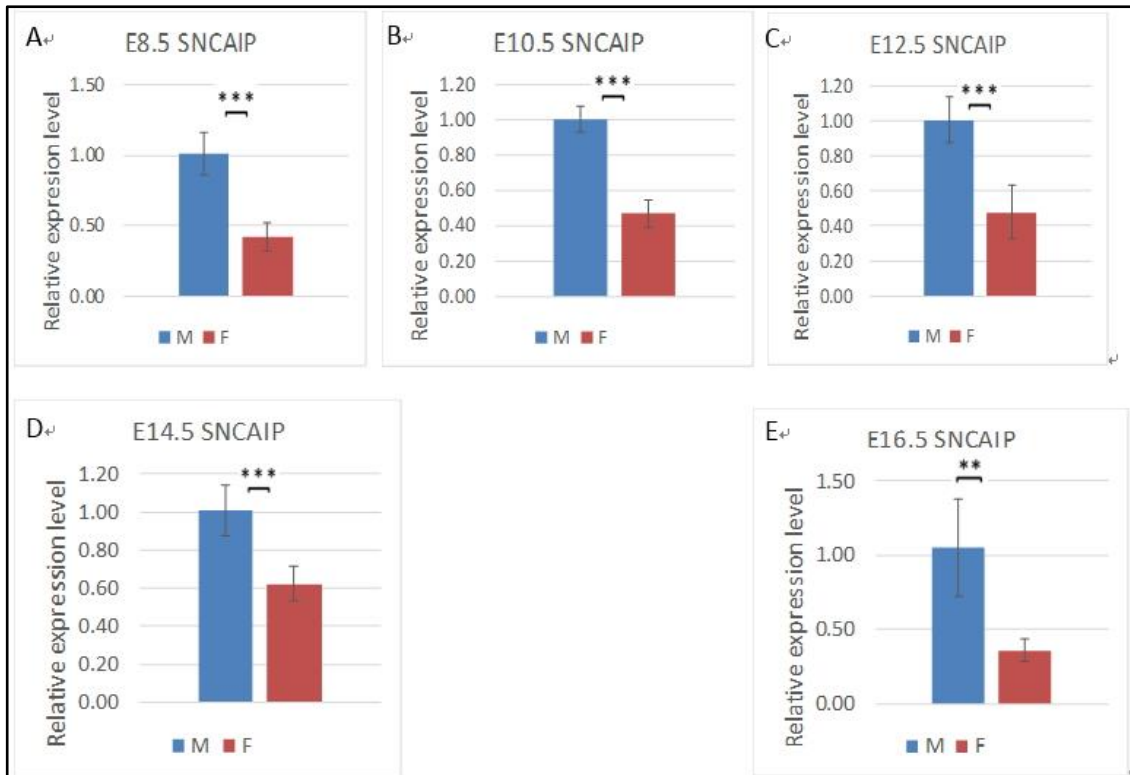 A
E8.5 SNCAIP
Relative expression level
1.50
1.00
0.50
0.00
***
M F
B
E10.5 SNCAIP
Relative expression level
1.20
1.00
0.80
0.60
0.40
0.20
0.00
***
M F
C
E12.5 SNCAIP
Relative expression level
1.20
1.00
0.80
0.60
0.40
0.20
0.00
***
M F
D
E14.5 SNCAIP
Relative expression level
1.20
1.00
0.80
0.60
0.40
0.20
0.00
***
M F
E
E16.5 SNCAIP
Relative expression level
1.50
1.00
0.50
0.00
**
M F